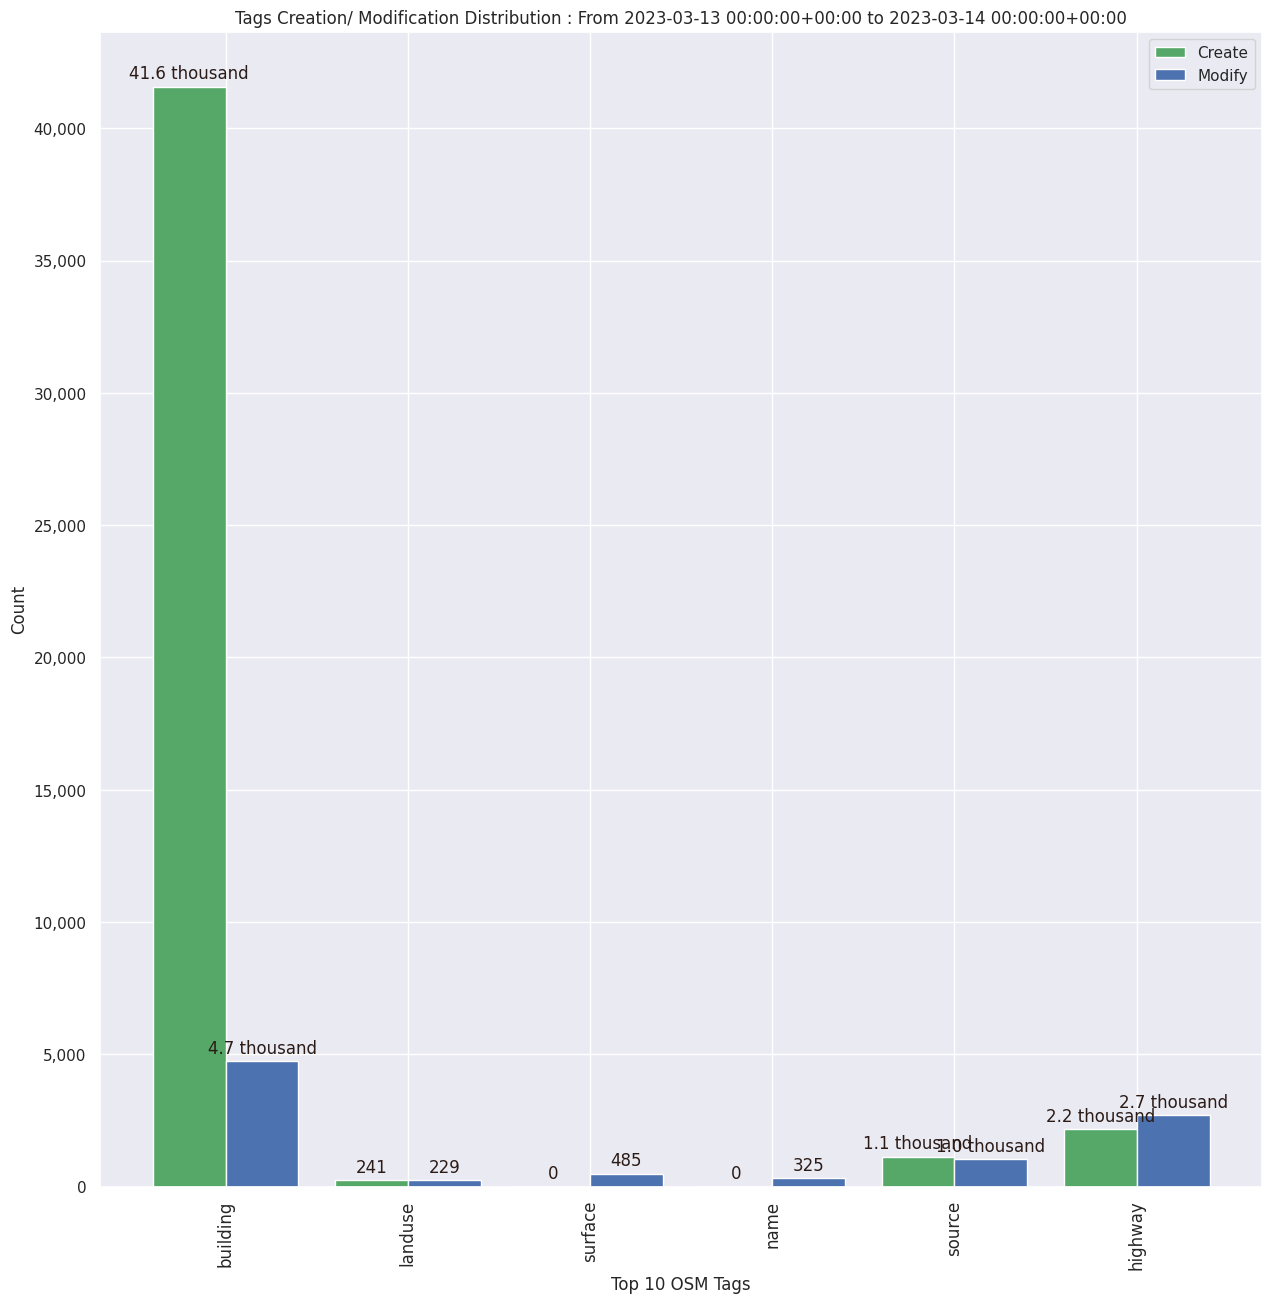 Tags Creation/ Modification Distribution : From 2023-03-13 00:00:00+00:00 to 2023-03-14 00:00:00+00:00
Create
Modify
41.6 thousand
40,000
35,000
30,000
25,000
20,000
15,000
10,000
5,000
0
Count
4.7 thousand
241
229
0
485
0
325
1.1 thousand
1.0 thousand
2.2 thousand
2.7 thousand
building
landuse
surface
name
source
highway
Top 10 OSM Tags